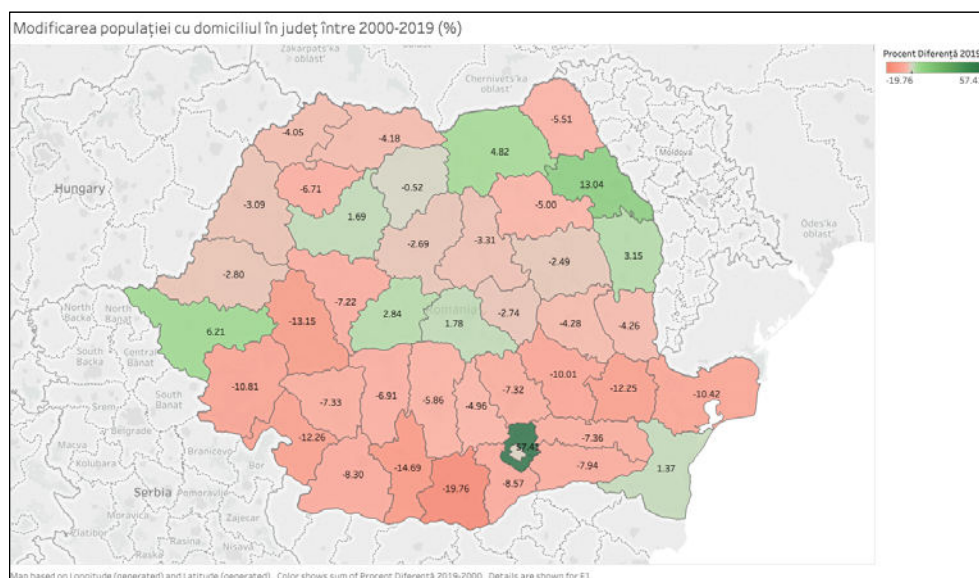 Modificarea populației cu domiciliul în județ între 2000-2019 (%)
Procent Diferență 2019
-19.76 57.41
Zakarpats'ka
oblast'
Chernivets'ka
oblast'
-5.51
-4.05
-4.18
4.82
Moldova
-6.71
-0.52
13.04
Hungary
-3.09
1.69
-5.00
Odes'ka
oblast'
-2.69
-3.31
-2.49
3.15
-2.80
-7.22
-13.15
2.84
Romania
1.78
-2.74
-4.28
-4.26
North
Backa
North
Banat
6.21
South
Backa
Central
Banat
-10.81
-7.33
-6.91
-5.86
-4.96
-7.32
-10.01
-12.25
-10.42
South
Banat
Srem
Belgrade
Macva
Kolubara
Branicevo
Bor
-12.26
-8.30
-14.69
-19.76
57.41
-8.57
-7.36
-7.94
1.37
Serbia
Pomoravlje
Moravica
Zajecar
Zlatibor
Rasina
Nisava
Raska
Map based on Longitude (generated) and Latitude (generated). Color shows sum of Procent Diferență 2019-2000. Details are shown for F1.